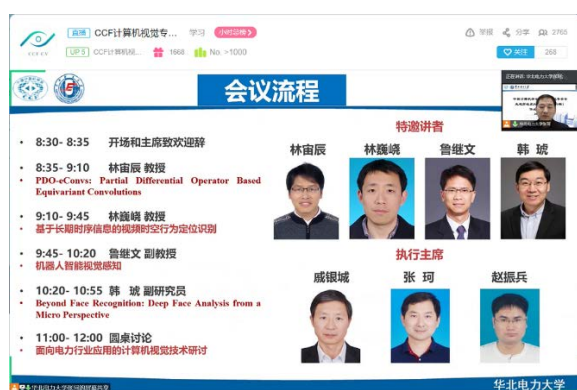 直播 CCF计算机视觉专... 学习 小时总榜
举报 分享 2765
UP 5 CCF计算机视... 1668 No. >1000
关注 268
会议流程
8:30- 8:35 开场和主席致欢迎辞
8:35- 9:10 林宙辰 教授
PDO-eConvs: Partial Differential Operator Based
Equivariant Convolutions
9:10- 9:45 林巍峣 教授
基于长期时序信息的视频时空行为定位识别
9:45- 10:20 鲁继文 副教授
机器人智能视觉感知
10:20- 10:55 韩 琥 副研究员
Beyond Face Recognition: Deep Face Analysis from a
Micro Perspective
11:00- 12:00 圆桌讨论
面向电力行业应用的计算机视觉技术研讨
特邀讲者
林宙辰 林巍峣 鲁继文 韩 琥
执行主席
戚银城 张 珂 赵振兵
华北电力大学